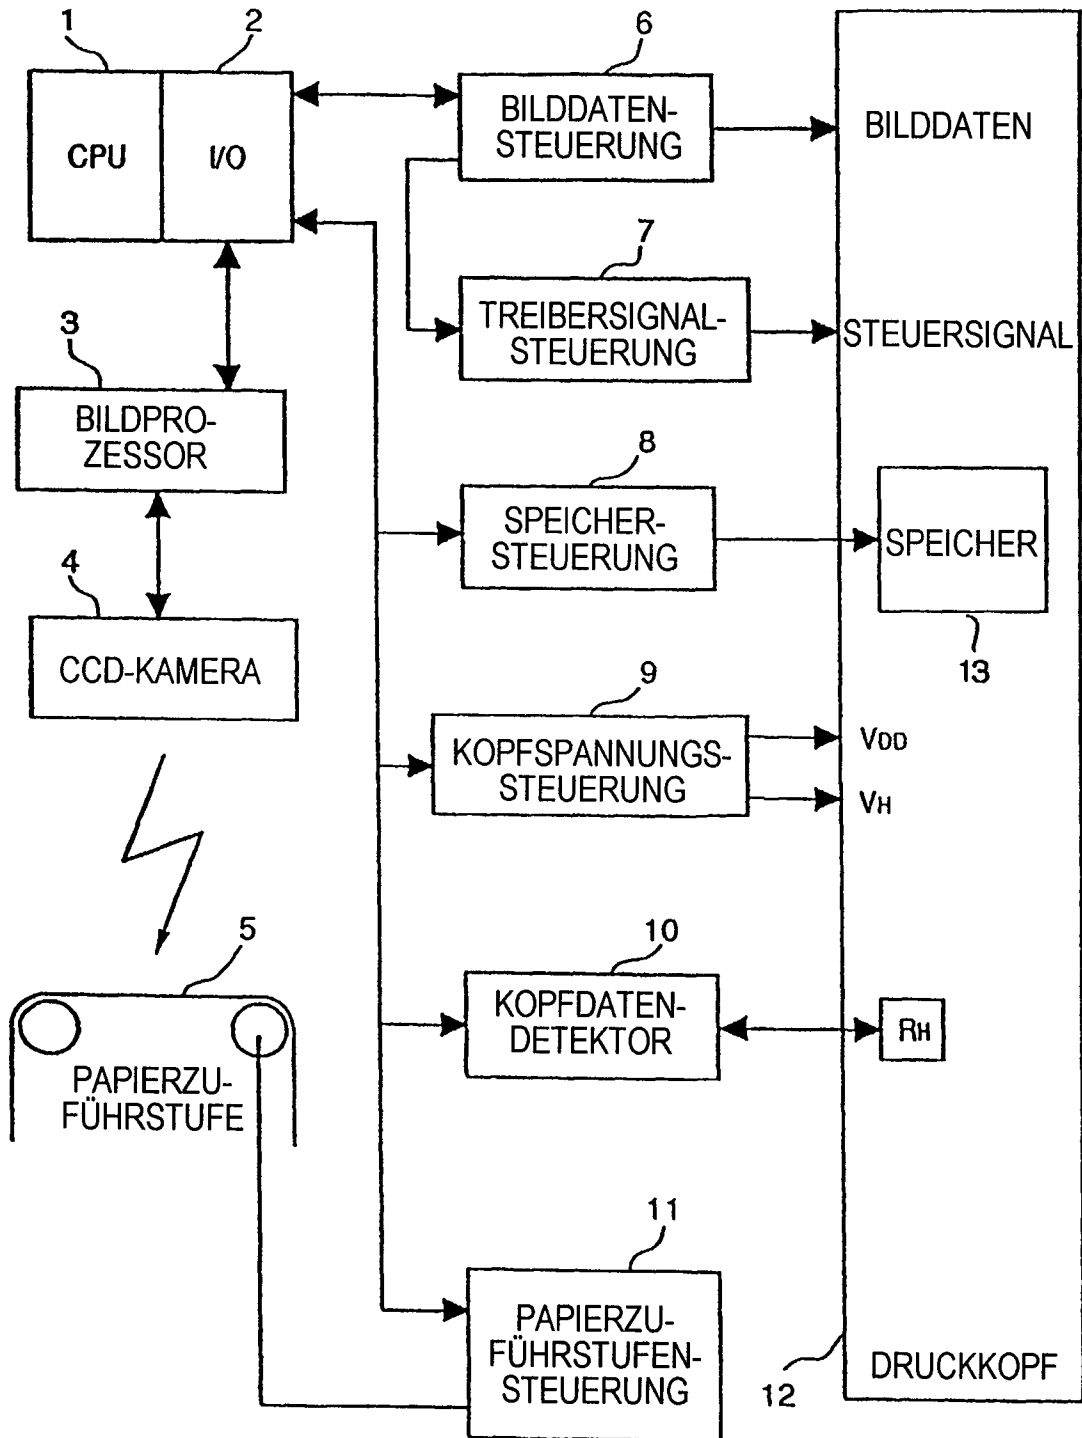 1
2
CPU
I/O
3
BILDPRO-
ZESSOR
4
CCD-KAMERA
5
PAPIERZU-
FÜHRSTUFE
6
BILDDATEN-
STEUERUNG
7
TREIBERSIGNAL-
STEUERUNG
8
SPEICHER-
STEUERUNG
9
KOPFSPANNUNGS-
STEUERUNG
10
KOPFDATEN-
DETEKTOR
11
PAPIERZU-
FÜHRSTUFEN-
STEUERUNG
BILDDATEN
STEUERSIGNAL
SPEICHER
13
VDD
VH
RH
DRUCKKOPF
12